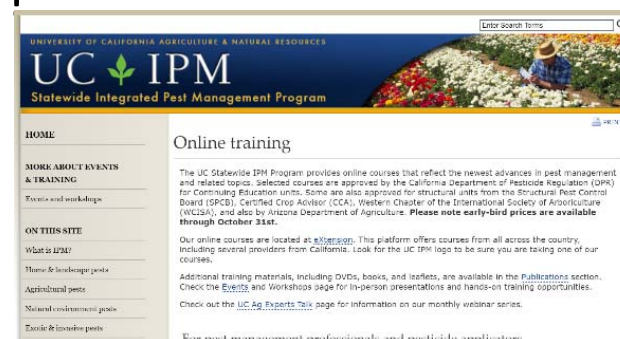 Enter Search Terms
UNIVERSITY OF CALIFORNIA AGRICULTURE & NATURAL RESOURCES
UC IPM
Statewide Integrated Pest Management Program
PRINT
HOME
MORE ABOUT EVENTS
& TRAINING
Events and workshops
ON THIS SITE
What is IPM?
Home & landscape pests
Agricultural pests
Natural environment pests
Exotic & invasive pests
Online training
The UC Statewide IPM Program provides online courses that reflect the newest advances in pest management
and related topics. Selected courses are approved by the California Department of Pesticide Regulation (DPR)
for Continuing Education units. Some are also approved for structural units from the Structural Pest Control
Board (SPCB), Certified Crop Advisor (CCA), Western Chapter of the International Society of Arboriculture
(WCISA), and also by Arizona Department of Agriculture. Please note early-bird prices are available
through October 31st.
Our online courses are located at eXtension. This platform offers courses from all across the country,
including several providers from California. Look for the UC IPM logo to be sure you are taking one of our
courses.
Additional training materials, including DVDs, books, and leaflets, are available in the Publications section.
Check the Events and Workshops page for in-person presentations and hands-on training opportunities.
Check out the UC Ag Experts Talk page for information on our monthly webinar series.
For pest management professionals and pesticide applicators